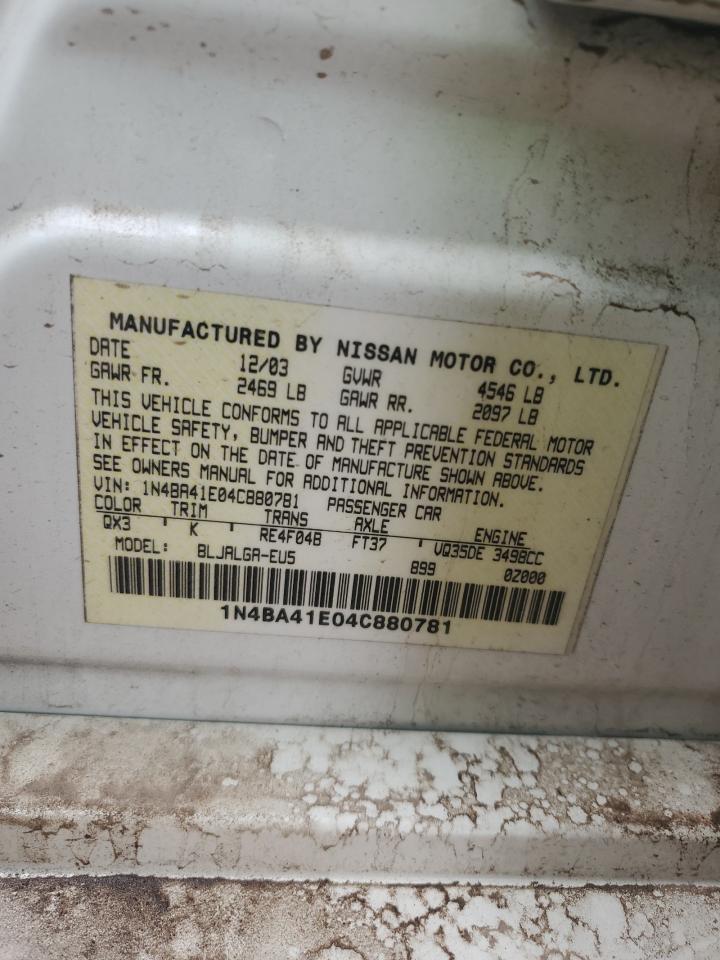 MANUFACTURED BY NISSAN MOTOR CO., LTD.
DATE 12/03 GVWR 4546 LB
GAWR FR. 2469 LB GAWR RR. 2097 LB
THIS VEHICLE CONFORMS TO ALL APPLICABLE FEDERAL MOTOR
VEHICLE SAFETY, BUMPER AND THEFT PREVENTION STANDARDS
IN EFFECT ON THE DATE OF MANUFACTURE SHOWN ABOVE.
SEE OWNERS MANUAL FOR ADDITIONAL INFORMATION.
VIN: 1N4BA41E04C880781 PASSENGER CAR
COLOR TRIM TRANS AXLE ENGINE
QX3 K RE4F04B FT37 VQ35DE 3498CC
MODEL: BLJALGA-EU5 899 0Z000
1N4BA41E04C880781